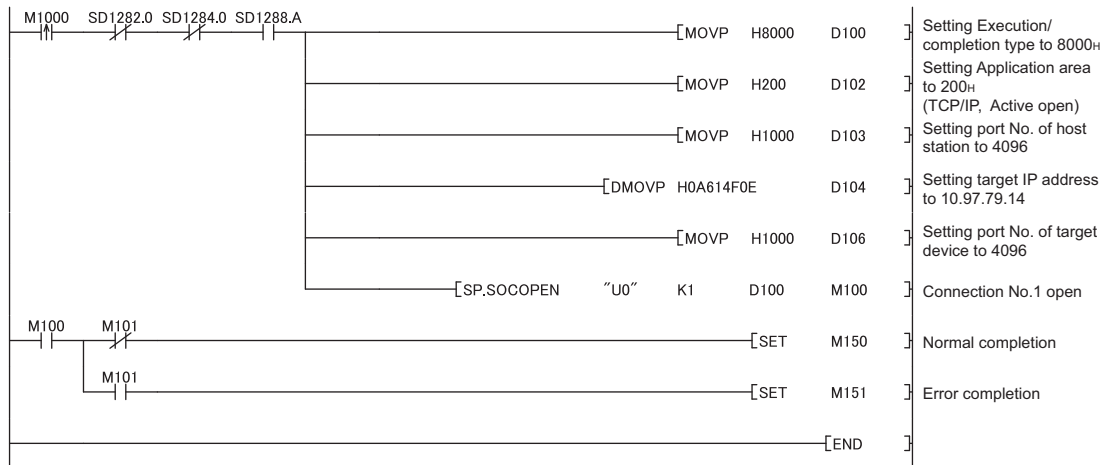 M1000 SD1282.0 SD1284.0 SD1288.A
[MOVP H8000 D100 ] Setting Execution/
completion type to 8000H
[MOVP H200 D102 ] Setting Application area
to 200H
(TCP/IP, Active open)
[MOVP H1000 D103 ] Setting port No. of host
station to 4096
[DMOVP H0A614F0E D104 ] Setting target IP address
to 10.97.79.14
[MOVP H1000 D106 ] Setting port No. of target
device to 4096
[SP.SOCOPEN "U0" K1 D100 M100 ] Connection No.1 open
M100 M101
[SET M150 ] Normal completion
M101
[SET M151 ] Error completion
[END ]